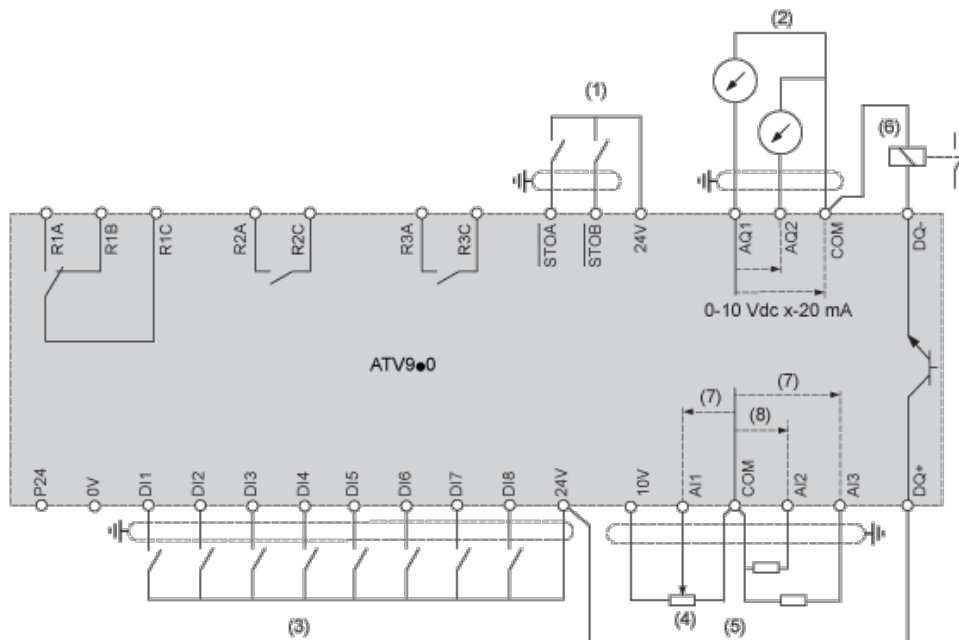 (2)
(1)
(6)
R1A
R1B
R1C
R2A
R2C
R3A
R3C
STOA
STOB
24V
AQ1
AQ2
COM
DQ-
0-10 Vdc x-20 mA
ATV9●0
(7)
(7)
(8)
P24
0V
DI1
DI2
DI3
DI4
DI5
DI6
DI7
DI8
24V
10V
AI1
COM
AI2
AI3
DQ+
(3)
(4)
(5)